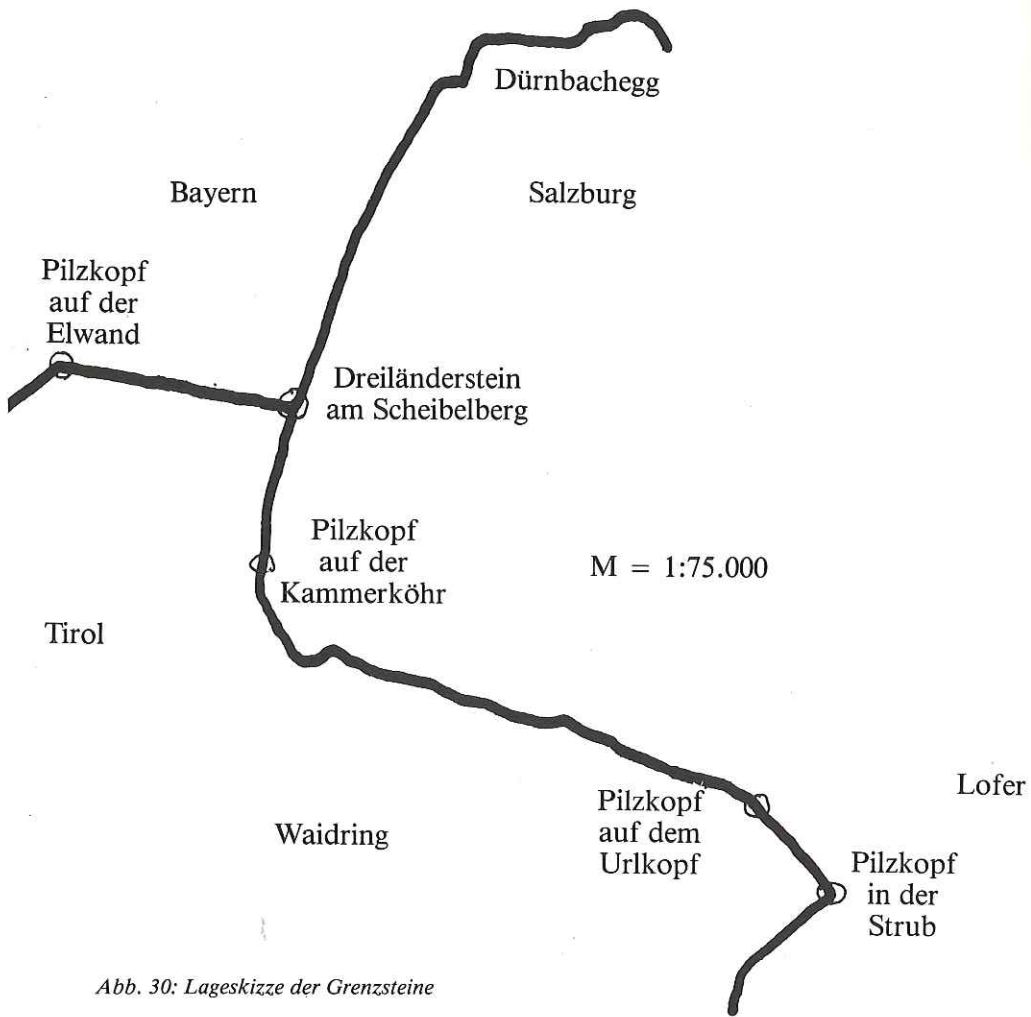 Dürnbachegg
Bayern
Salzburg
Pilzkopf
auf der
Elwand
Dreiländerstein
am Scheibelberg
Pilzkopf
auf der
Kammerköhr
M = 1:75.000
Tirol
Lofer
Pilzkopf
auf dem
Urlkopf
Waidring
Pilzkopf
in der
Strub
Abb. 30: Lageskizze der Grenzsteine